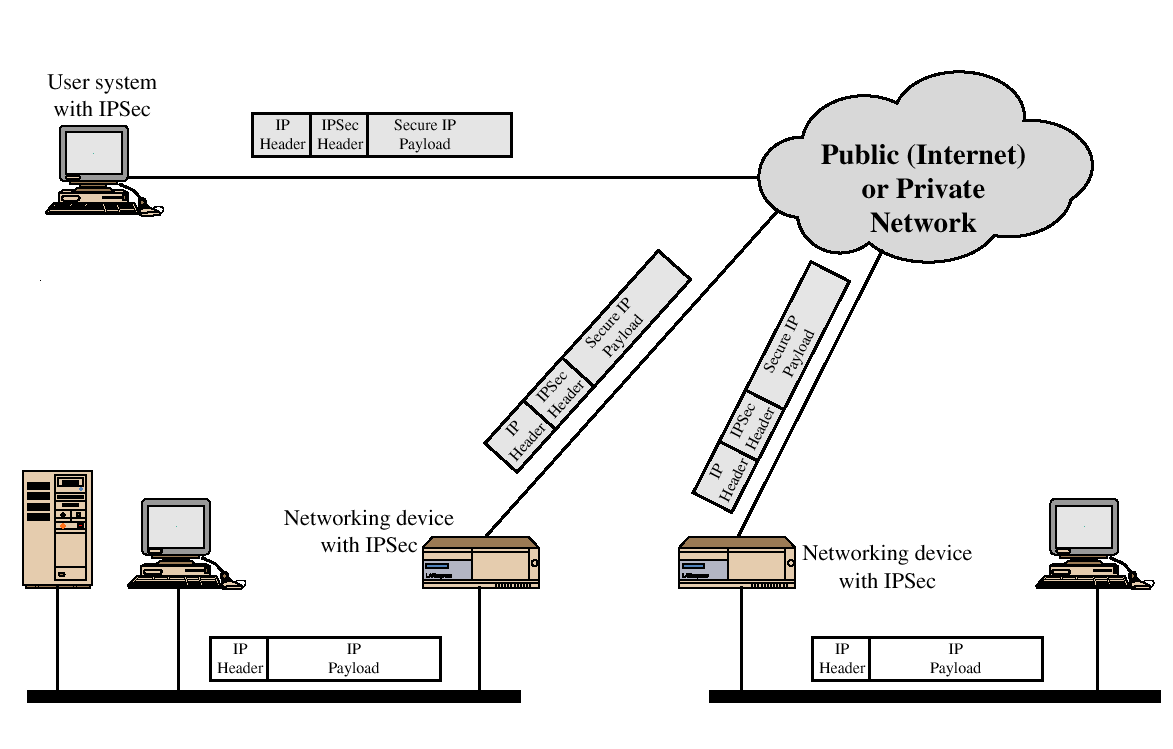 User system
with IPSec
IP
Header
IPSec
Header
Secure IP
Payload
Public (Internet)
or Private
Network
IP
Header
IPSec
Header
Secure IP
Payload
IP
Header
IPSec
Header
Secure IP
Payload
Networking device
with IPSec
Networking device
with IPSec
IP
Header
IP
Payload
IP
Header
IP
Payload